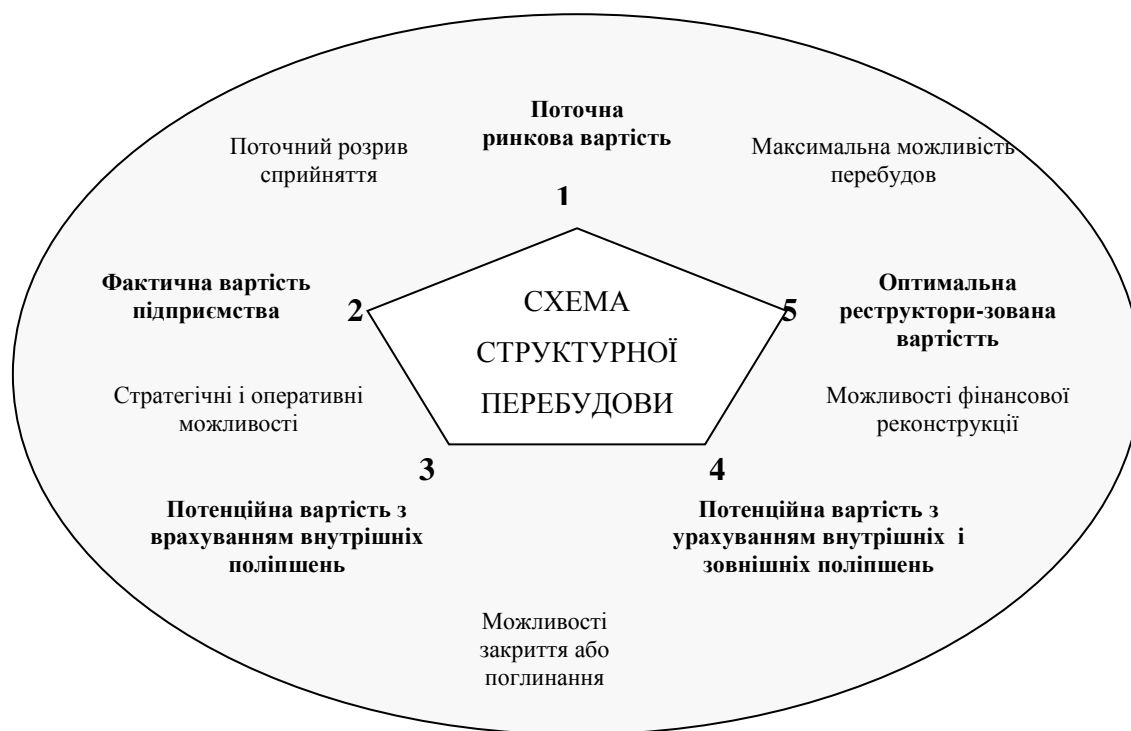 Поточна
ринкова вартість
Поточний розрив
сприйняття
Максимальна можливість
перебудов
1
Фактична вартість
підприємства
2
СХЕМА
СТРУКТУРНОЇ
ПЕРЕБУДОВИ
5
Оптимальна
реструктори-зована
вартістть
Стратегічні і оперативні
можливості
Можливості фінансової
реконструкції
3
4
Потенційна вартість з
врахуванням внутрішніх
поліпшень
Потенційна вартість з
урахуванням внутрішніх і
зовнішніх поліпшень
Можливості
закриття або
поглинання